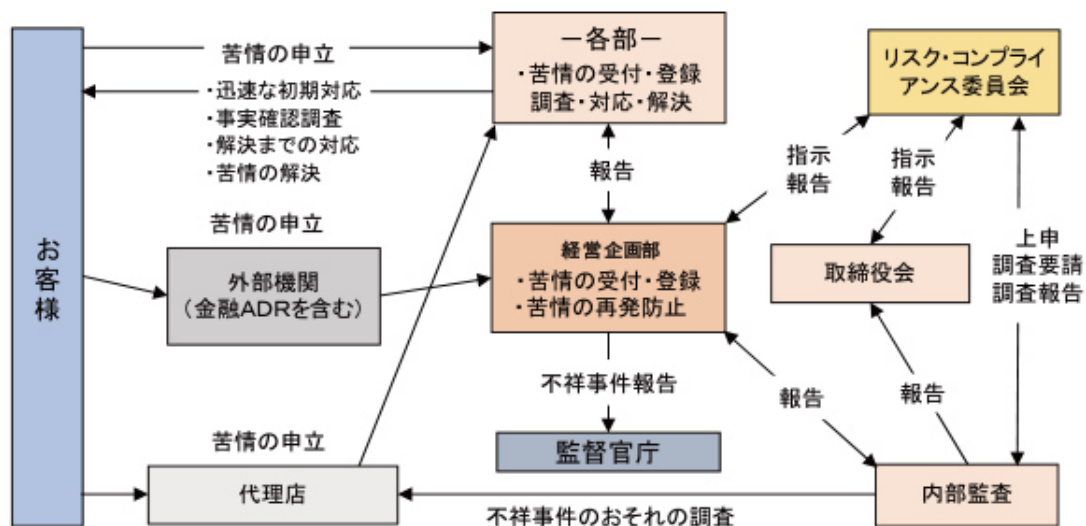 苦情の申立
・迅速な初期対応
・事実確認調査
・解決までの対応
・苦情の解決
－各部－
・苦情の受付・登録
調査・対応・解決
リスク・コンプライ
アンス委員会
報告
指示
報告
指示
報告
上申
調査要請
調査報告
お客様
苦情の申立
外部機関
（金融ADRを含む）
経営企画部
・苦情の受付・登録
・苦情の再発防止
取締役会
不祥事件報告
報告
報告
監督官庁
苦情の申立
代理店
内部監査
不祥事件のおそれの調査